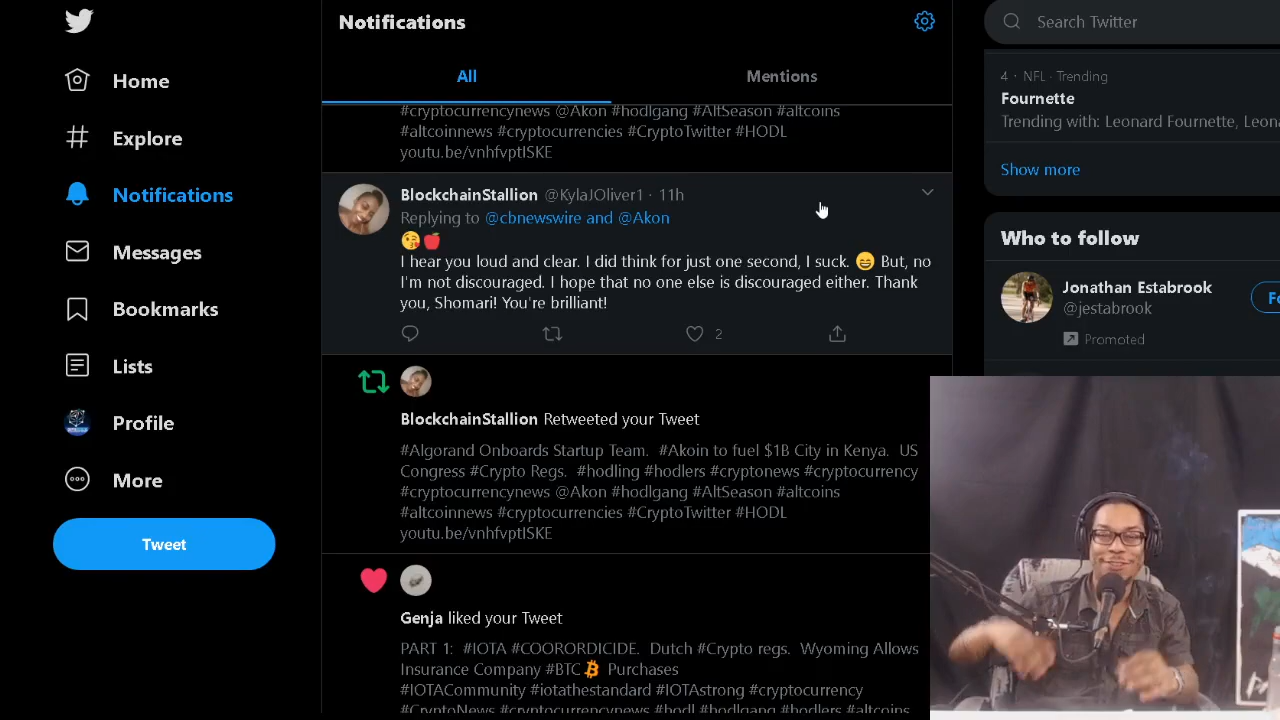 Home
Explore
Notifications
Messages
Bookmarks
Lists
Profile
More
Tweet
Notifications
All
Mentions
#cryptocurrencynews @Akon #hodlgang #AltSeason #altcoins
#altcoinnews #cryptocurrencies #CryptoTwitter #HODL
youtu.be/vnhfvptISKE
BlockchainStallion @KylaJOliver1 · 11h
Replying to @cbnewswire and @Akon
😘🍎
I hear you loud and clear. I did think for just one second, I suck. 😄 But, no
I'm not discouraged. I hope that no one else is discouraged either. Thank
you, Shomari! You're brilliant!
2
BlockchainStallion Retweeted your Tweet
#Algorand Onboards Startup Team. #Akoin to fuel $1B City in Kenya. US
Congress #Crypto Regs. #hodling #hodlers #cryptonews #cryptocurrency
#cryptocurrencynews @Akon #hodlgang #AltSeason #altcoins
#altcoinnews #cryptocurrencies #CryptoTwitter #HODL
youtu.be/vnhfvptISKE
Genja liked your Tweet
PART 1: #IOTA #COORORDICIDE. Dutch #Crypto regs. Wyoming Allows
Insurance Company #BTC Purchases
#IOTACommunity #iotathestandard #IOTAstrong #cryptocurrency
#CryptoNews #cryptocurrencynews #hodl #hodlgang #hodlers #altcoins
Search Twitter
4 · NFL · Trending
Fournette
Trending with: Leonard Fournette, Leon
Show more
Who to follow
Jonathan Estabrook
@jestabrook
Promoted
Fo